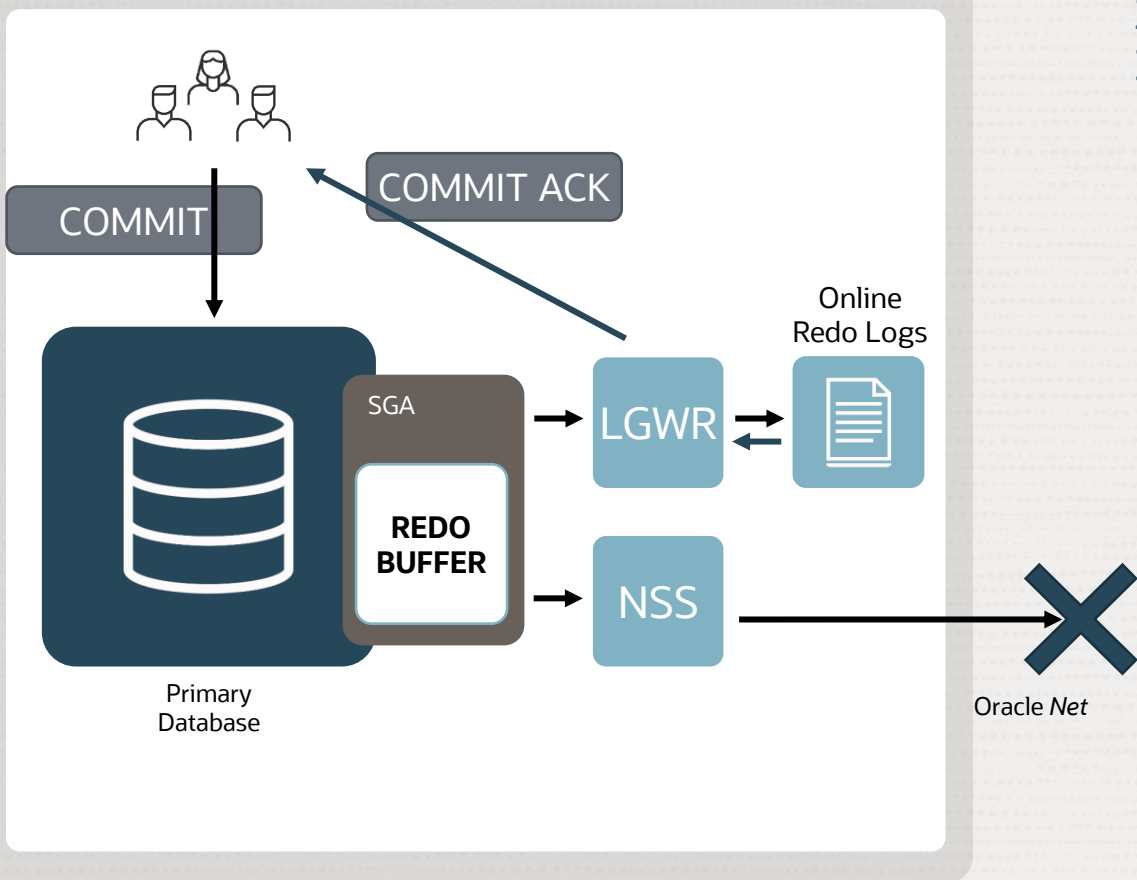 COMMIT ACK
COMMIT
Online
Redo Logs
SGA
LGWR
REDO
BUFFER
NSS
Primary
Database
Oracle Net